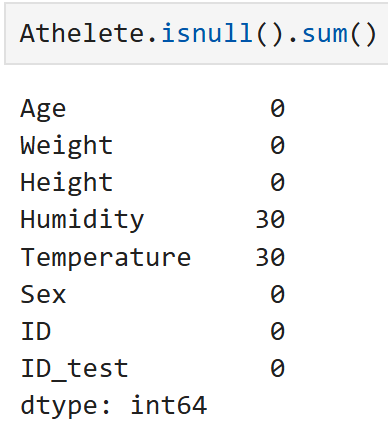 Athelete.isnull().sum()
Age 0
Weight 0
Height 0
Humidity 30
Temperature 30
Sex 0
ID 0
ID_test 0
dtype: int64